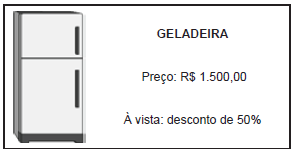 GELADEIRA
Preço: R$ 1.500,00
À vista: desconto de 50%